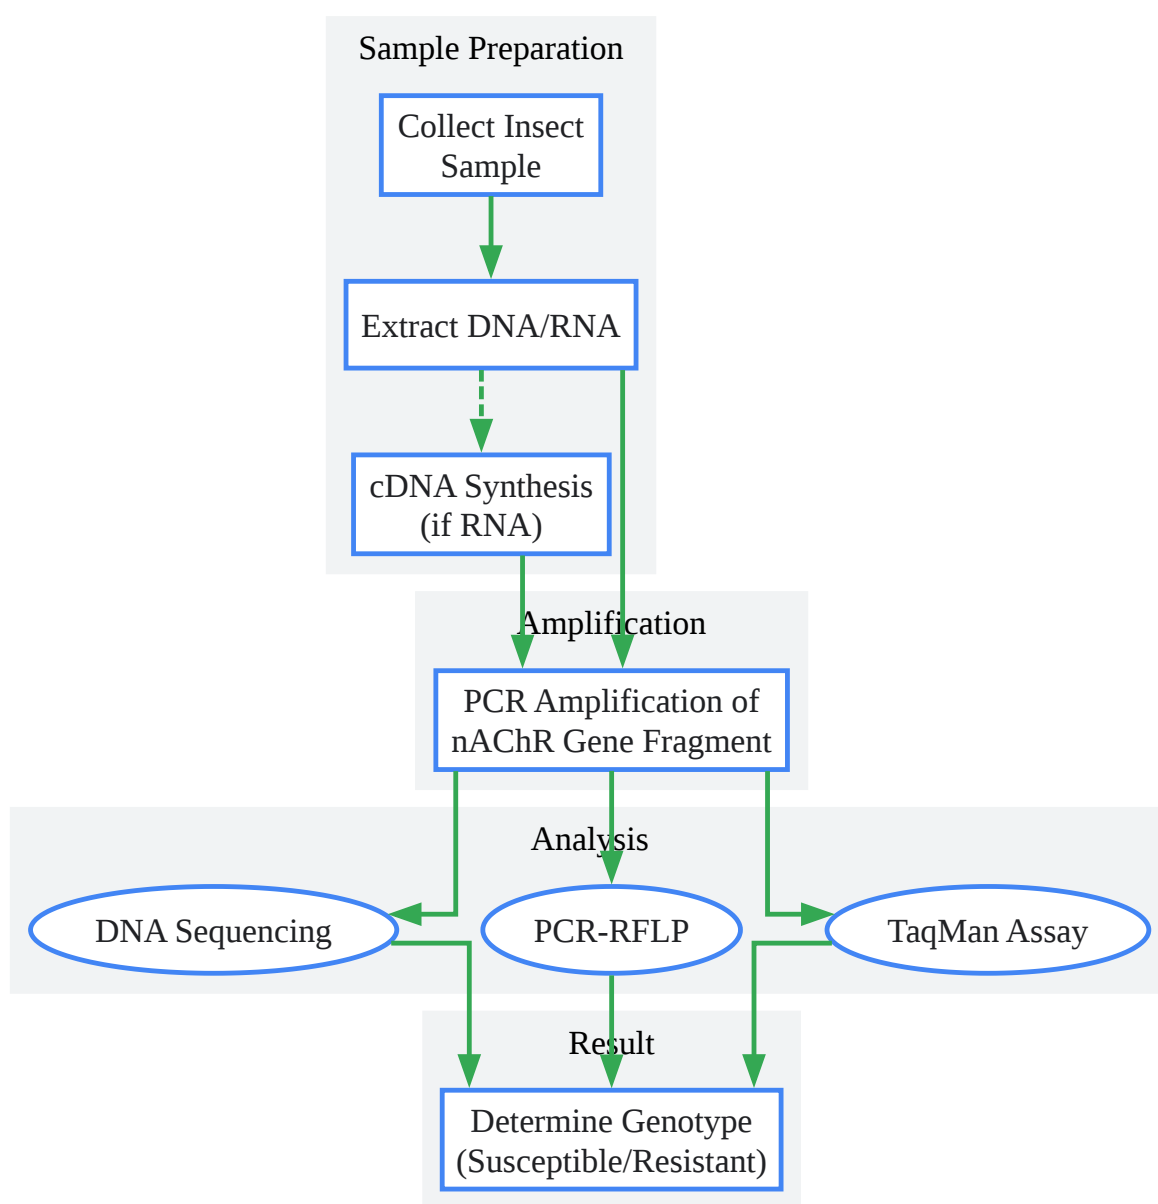 Sample Preparation
Collect Insect
Sample
Extract DNA/RNA
cDNA Synthesis
(if RNA)
Amplification
PCR Amplification of
nAChR Gene Fragment
Analysis
DNA Sequencing
PCR-RFLP
TaqMan Assay
Result
Determine Genotype
(Susceptible/Resistant)